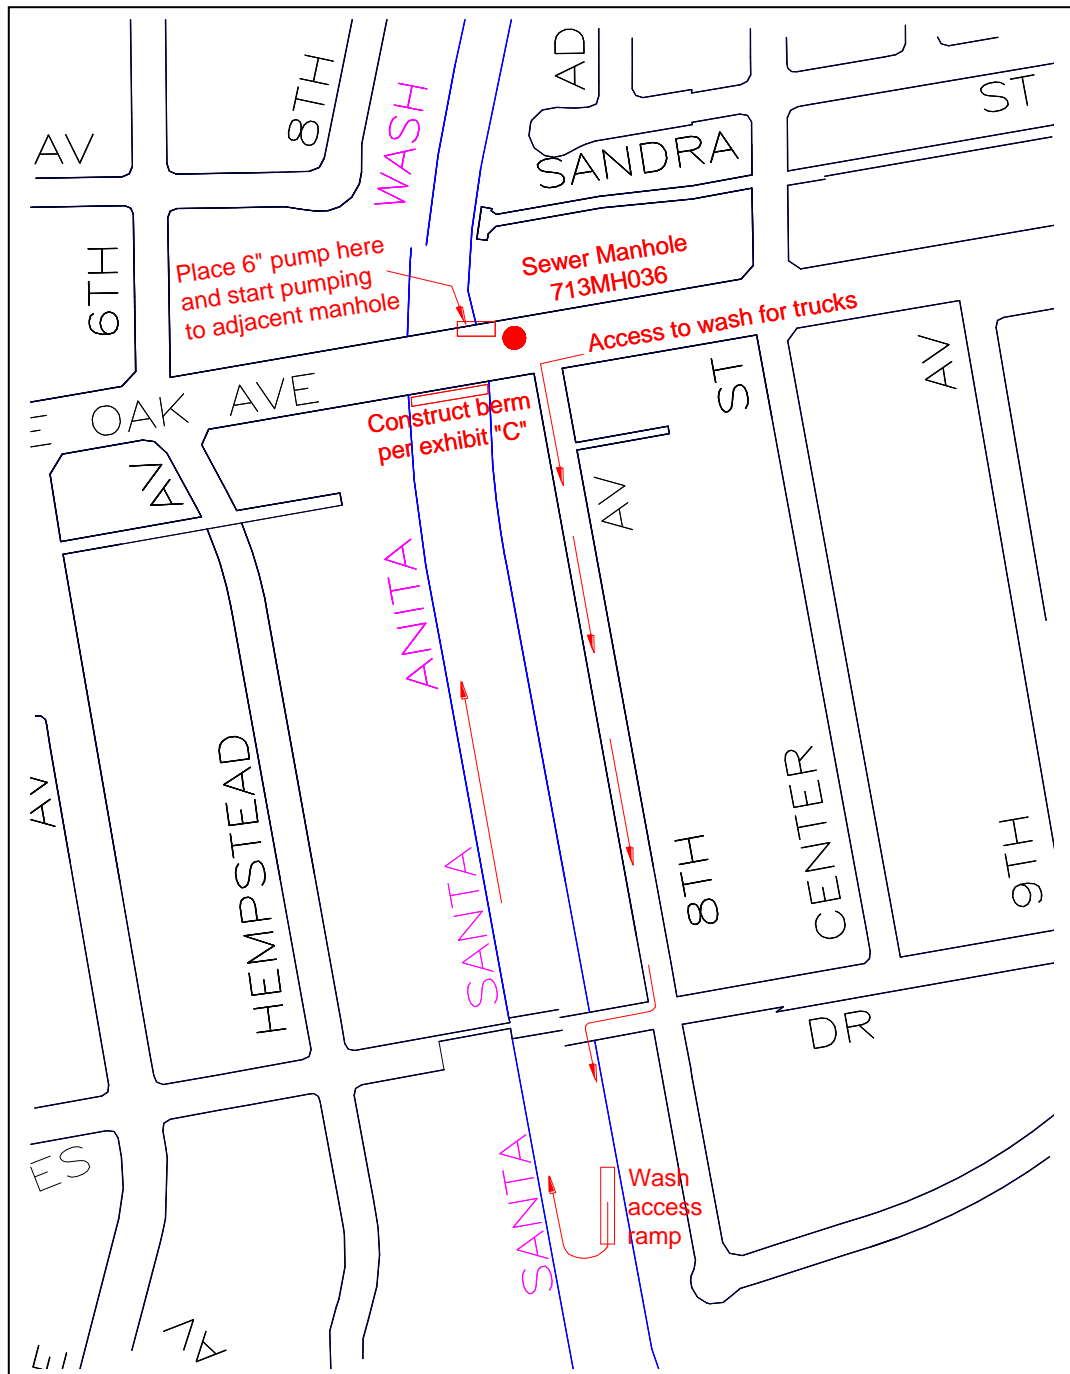 8TH
WASH
AD
ST
AV
SANDRA
6TH
Place 6" pump here
and start pumping
to adjacent manhole
Sewer Manhole
713MH036
Access to wash for trucks
E OAK AVE
ST
AV
Construct berm
per exhibit "C"
AV
AV
ANITA
HEMPSTEAD
AV
CENTER
8TH
9TH
SANTA
DR
ES
SANTA
Wash
access
ramp